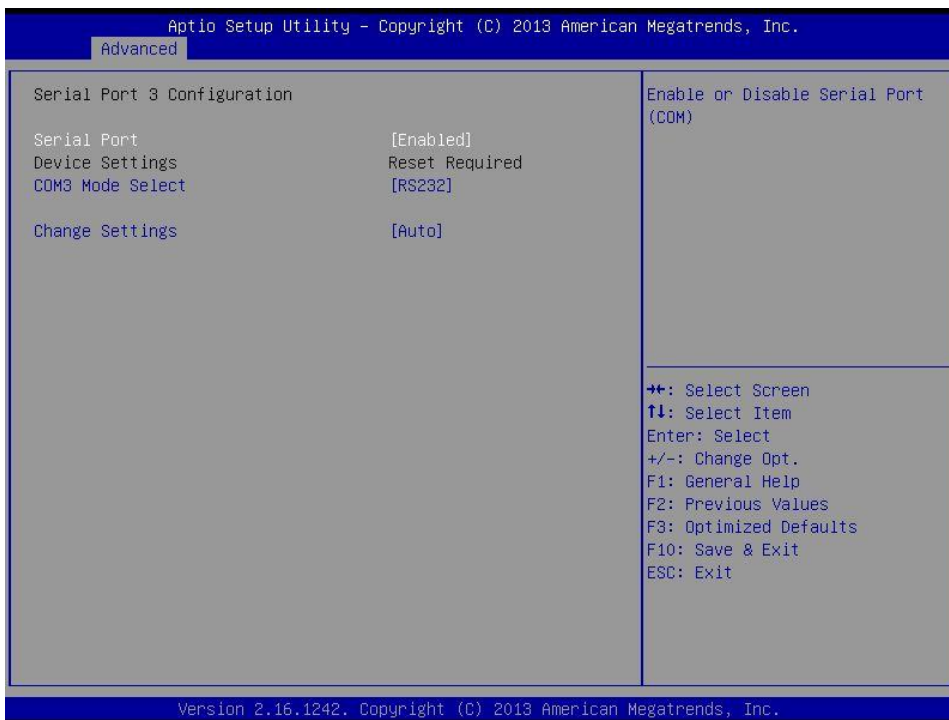 Aptio Setup Utility – Copyright (C) 2013 American Megatrends, Inc.
Advanced
Serial Port 3 Configuration
Serial Port [Enabled]
Device Settings Reset Required
COM3 Mode Select [RS232]
Change Settings [Auto]
Enable or Disable Serial Port
(COM)
→←: Select Screen
↑↓: Select Item
Enter: Select
+/-: Change Opt.
F1: General Help
F2: Previous Values
F3: Optimized Defaults
F10: Save & Exit
ESC: Exit
Version 2.16.1242. Copyright (C) 2013 American Megatrends, Inc.